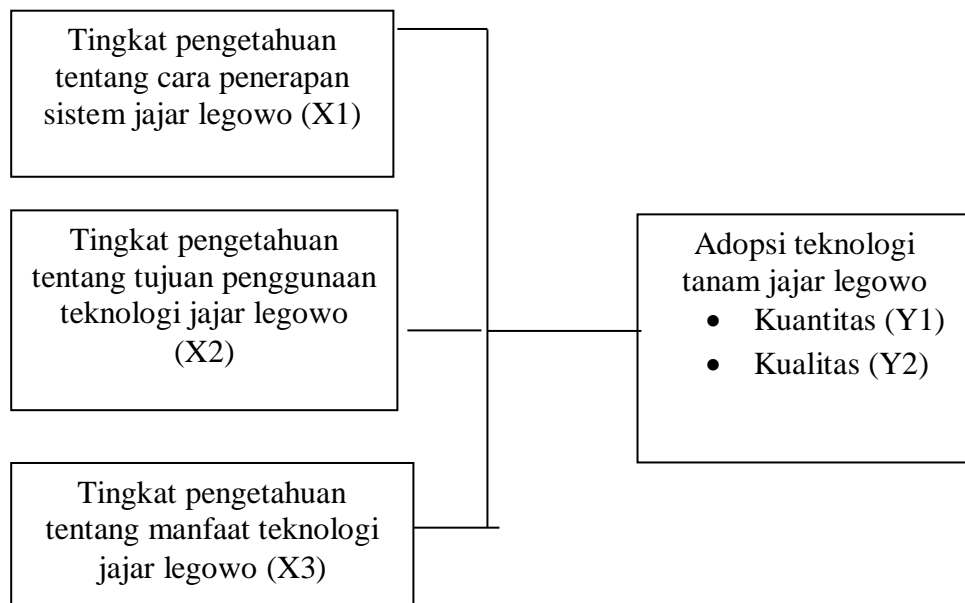 Tingkat pengetahuan
tentang cara penerapan
sistem jajar legowo (X1)
Tingkat pengetahuan
tentang tujuan penggunaan
teknologi jajar legowo
(X2)
Tingkat pengetahuan
tentang manfaat teknologi
jajar legowo (X3)
Adopsi teknologi
tanam jajar legowo
• Kuantitas (Y1)
• Kualitas (Y2)